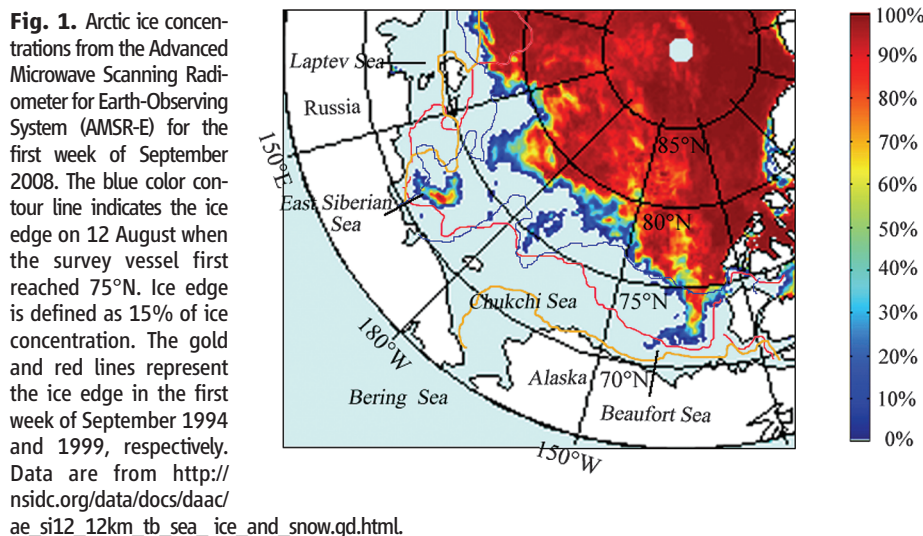 Fig. 1. Arctic ice concen-
trations from the Advanced
Microwave Scanning Radi-
ometer for Earth-Observing
System (AMSR-E) for the
first week of September
2008. The blue color con-
tour line indicates the ice
edge on 12 August when
the survey vessel first
reached 75°N. Ice edge
is defined as 15% of ice
concentration. The gold
and red lines represent
the ice edge in the first
week of September 1994
and 1999, respectively.
Data are from http://
nsidc.org/data/docs/daac/
ae_si12_12km_tb_sea_ ice_and_snow.gd.html.
Laptev Sea
Russia
150°E
East Siberian
Sea
180°W
Bering Sea
Chukchi Sea
85°N
80°N
75°N
70°N
Alaska
Beaufort Sea
150°W
100%
90%
80%
70%
60%
50%
40%
30%
20%
10%
0%